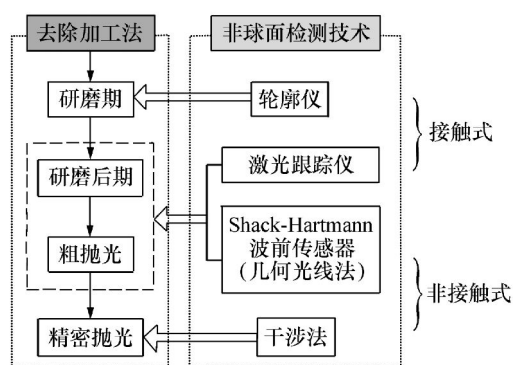 去除加工法
非球面检测技术
研磨期
轮廓仪
接触式
研磨后期
激光跟踪仪
Shack-Hartmann
波前传感器
(几何光线法)
粗抛光
非接触式
精密抛光
干涉法